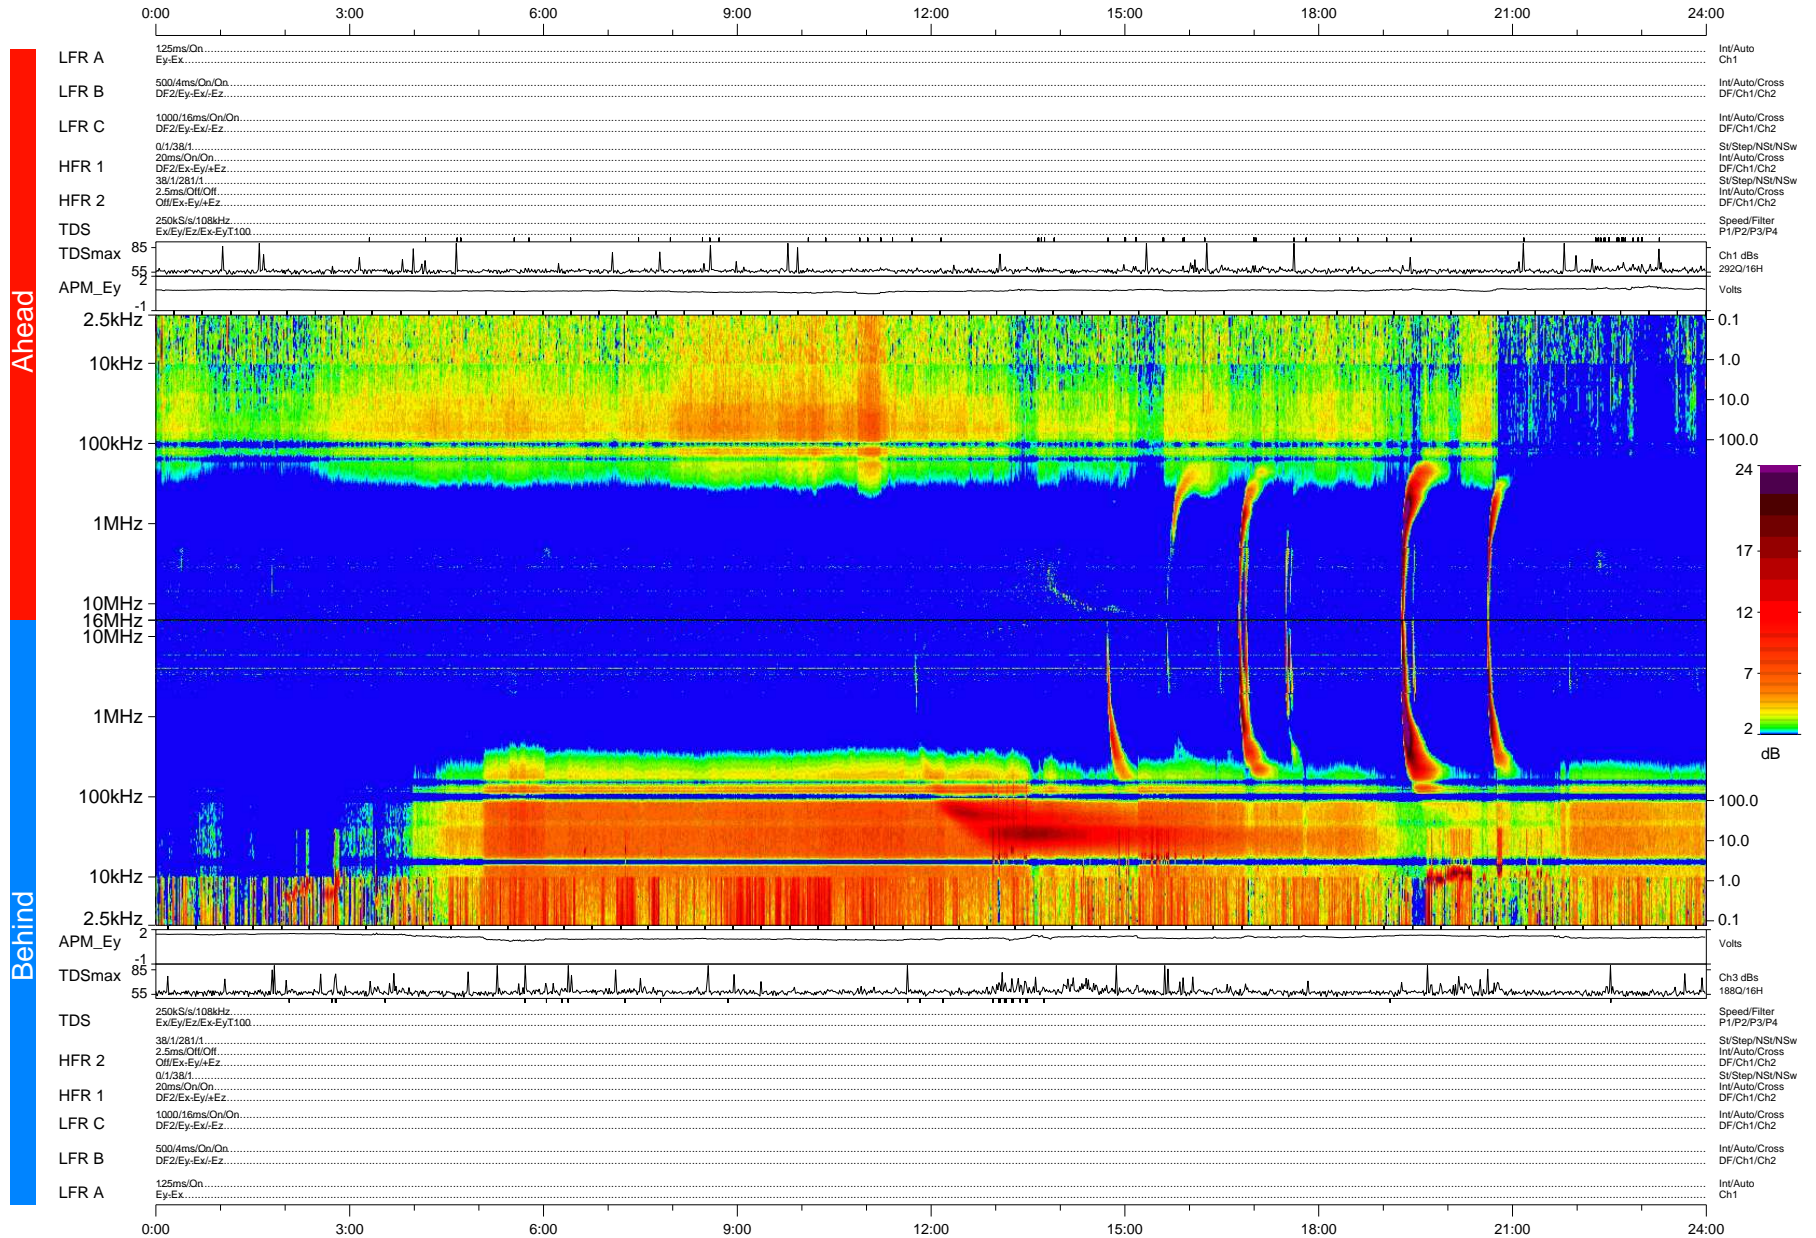 0:00 3:00 6:00 9:00 12:00 15:00 18:00 21:00 24:00
Ahead
LFR A 125ms/On Int/Auto
Ey-Ex Ch1
LFR B 500/4ms/On/On Int/Auto/Cross
DF2/Ey-Ex/-Ez DF/Ch1/Ch2
LFR C 1000/16ms/On/On Int/Auto/Cross
DF2/Ey-Ex/-Ez DF/Ch1/Ch2
0/1/38/1 St/Step/NSt/NSw
HFR 1 20ms/On/On Int/Auto/Cross
DF2/Ex-Ey/+Ez DF/Ch1/Ch2
38/1/281/1 St/Step/NSt/NSw
HFR 2 2.5ms/Off/Off Int/Auto/Cross
Off/Ex-Ey/+Ez DF/Ch1/Ch2
TDS 250kS/s/108kHz Speed/Filter
Ex/Ey/Ez/Ex-EyT100 P1/P2/P3/P4
TDSmax 85 Ch1 dBs
55 292Q/16H
APM_Ey 2 Volts
-1
2.5kHz 0.1
10kHz 1.0
10.0
100kHz 100.0
1MHz
10MHz
16MHz
10MHz
1MHz
100kHz 100.0
10.0
10kHz 1.0
2.5kHz 0.1
24
17
12
7
2
dB
Behind
APM_Ey 2 Volts
-1
TDSmax 85 Ch3 dBs
55 188Q/16H
TDS 250kS/s/108kHz Speed/Filter
Ex/Ey/Ez/Ex-EyT100 P1/P2/P3/P4
38/1/281/1 St/Step/NSt/NSw
HFR 2 2.5ms/Off/Off Int/Auto/Cross
Off/Ex-Ey/+Ez DF/Ch1/Ch2
0/1/38/1 St/Step/NSt/NSw
HFR 1 20ms/On/On Int/Auto/Cross
DF2/Ex-Ey/+Ez DF/Ch1/Ch2
LFR C 1000/16ms/On/On Int/Auto/Cross
DF2/Ey-Ex/-Ez DF/Ch1/Ch2
LFR B 500/4ms/On/On Int/Auto/Cross
DF2/Ey-Ex/-Ez DF/Ch1/Ch2
LFR A 125ms/On Int/Auto
Ey-Ex Ch1
0:00 3:00 6:00 9:00 12:00 15:00 18:00 21:00 24:00